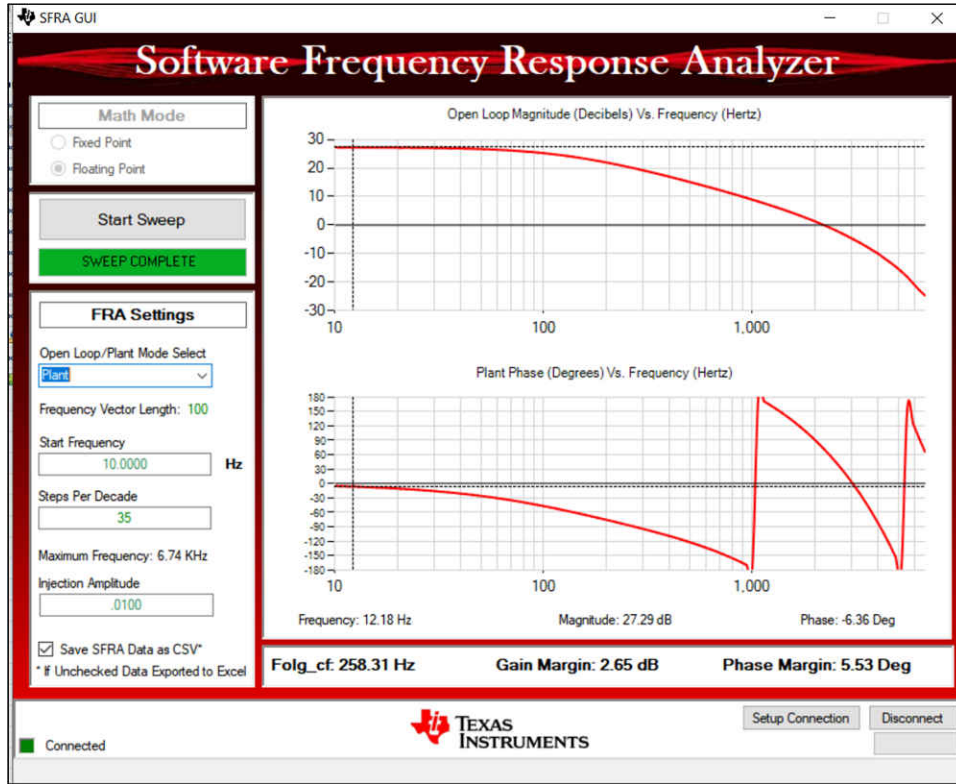 SFRA GUI
Software Frequency Response Analyzer
Math Mode
Fixed Point
Floating Point
Start Sweep
SWEEP COMPLETE
FRA Settings
Open Loop/Plant Mode Select
Plant
Frequency Vector Length: 100
Start Frequency
10.0000 Hz
Steps Per Decade
35
Maximum Frequency: 6.74 KHz
Injection Amplitude
.0100
Save SFRA Data as CSV*
* If Unchecked Data Exported to Excel
Open Loop Magnitude (Decibels) Vs. Frequency (Hertz)
30
20
10
0
-10
-20
-30
10 100 1,000
Plant Phase (Degrees) Vs. Frequency (Hertz)
180
150
120
90
60
30
0
-30
-60
-90
-120
-150
-180
10 100 1,000
Frequency: 12.18 Hz Magnitude: 27.29 dB Phase: -6.36 Deg
Folg_cf: 258.31 Hz Gain Margin: 2.65 dB Phase Margin: 5.53 Deg
Connected
TEXAS
INSTRUMENTS
Setup Connection Disconnect